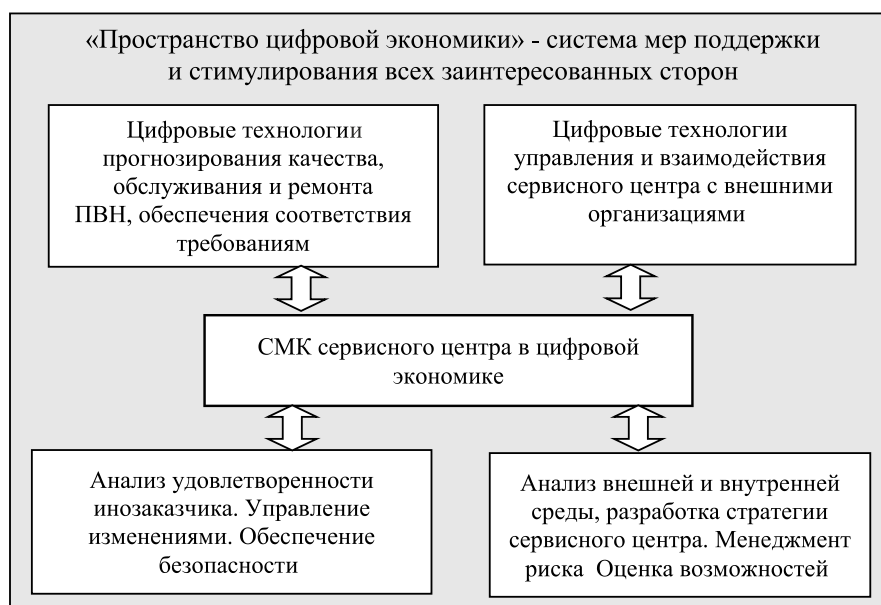 «Пространство цифровой экономики» - система мер поддержки
и стимулирования всех заинтересованных сторон
Цифровые технологии
прогнозирования качества,
обслуживания и ремонта
ПВН, обеспечения соответствия
требованиям
Цифровые технологии
управления и взаимодействия
сервисного центра с внешними
организациями
СМК сервисного центра в цифровой
экономике
Анализ удовлетворенности
инозаказчика. Управление
изменениями. Обеспечение
безопасности
Анализ внешней и внутренней
среды, разработка стратегии
сервисного центра. Менеджмент
риска  Оценка возможностей